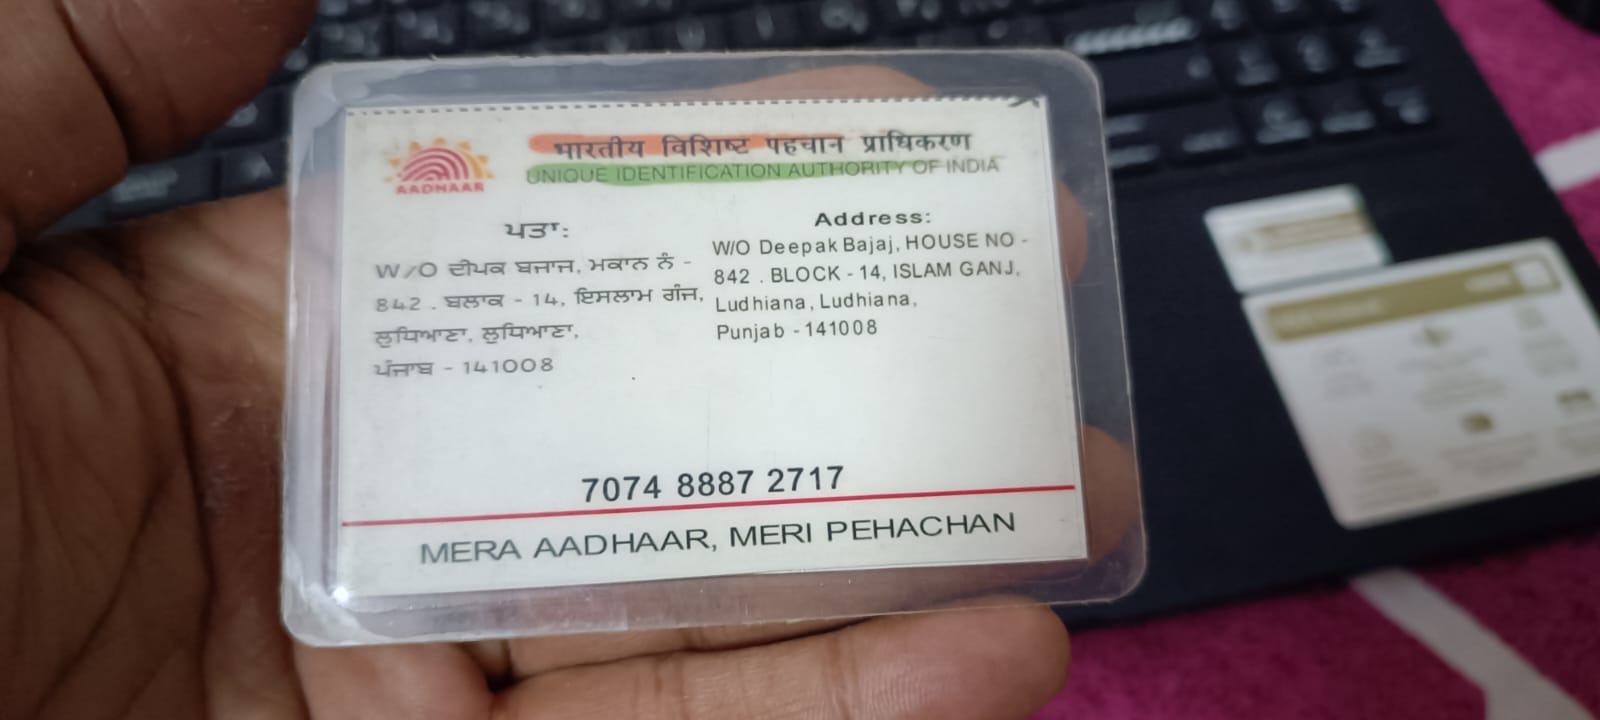 AADHAAR
भारतीय विशिष्ट पहचान प्राधिकरण
UNIQUE IDENTIFICATION AUTHORITY OF INDIA
ਪਤਾ:
W/O ਦੀਪਕ ਬਜਾਜ, ਮਕਾਨ ਨੰ -
842 . ਬਲਾਕ - 14, ਇਸਲਾਮ ਗੰਜ,
ਲੁਧਿਆਣਾ, ਲੁਧਿਆਣਾ,
ਪੰਜਾਬ - 141008
Address:
W/O Deepak Bajaj, HOUSE NO -
842 . BLOCK - 14, ISLAM GANJ,
Ludhiana, Ludhiana,
Punjab - 141008
7074 8887 2717
MERA AADHAAR, MERI PEHACHAN